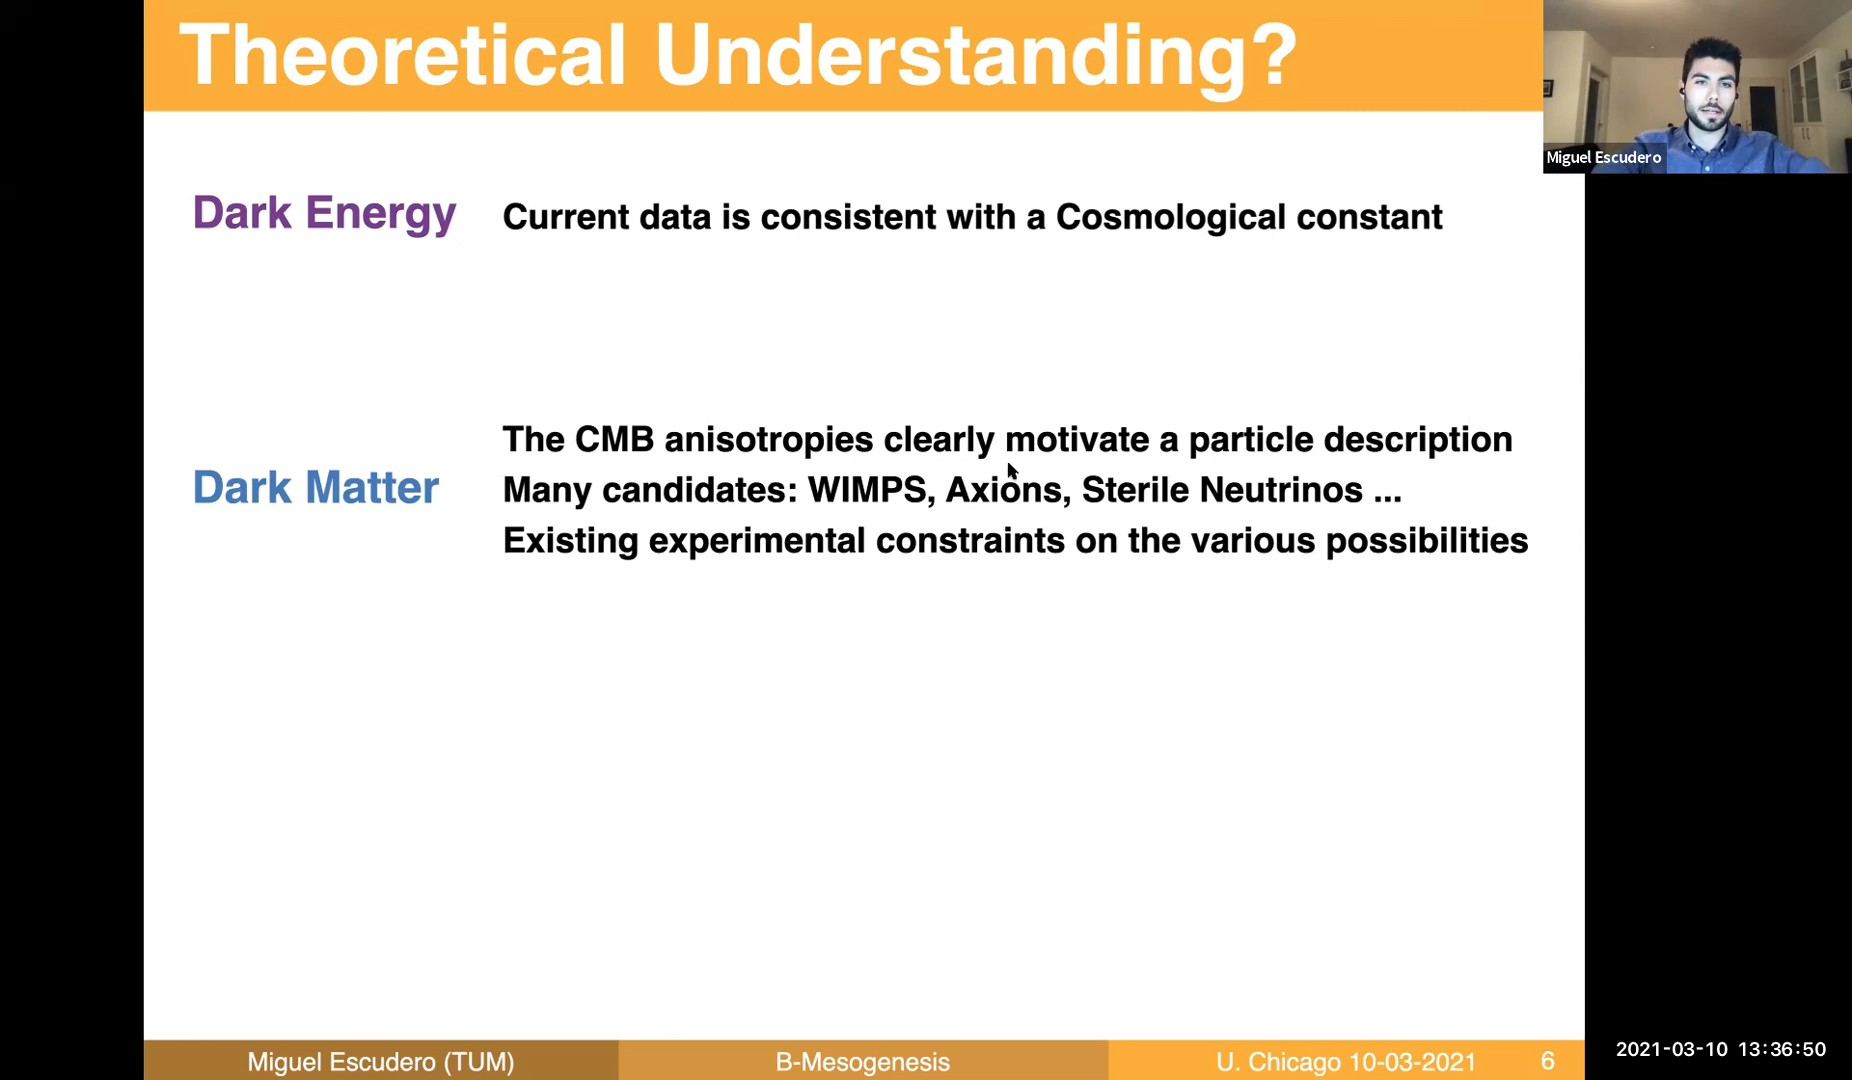 Theoretical Understanding?
Miguel Escudero
Dark Energy
Current data is consistent with a Cosmological constant
Dark Matter
The CMB anisotropies clearly motivate a particle description
Many candidates: WIMPS, Axions, Sterile Neutrinos ...
Existing experimental constraints on the various possibilities
Miguel Escudero (TUM)
B-Mesogenesis
U. Chicago 10-03-2021
6
2021-03-10 13:36:50